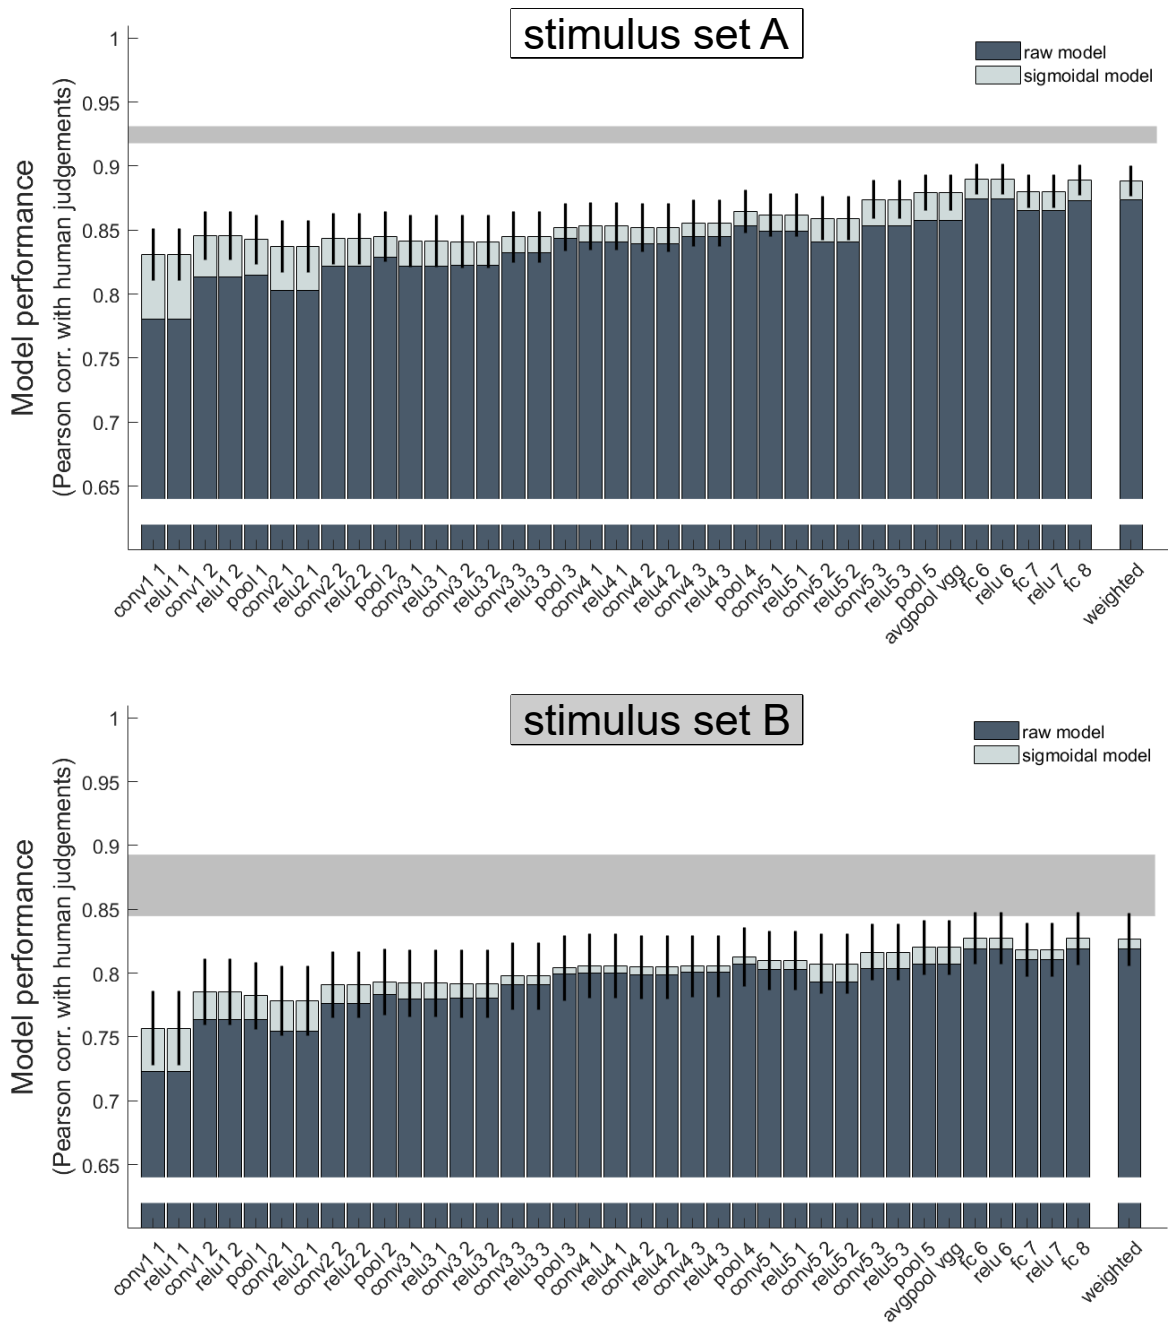 stimulus set A
raw model
sigmoidal model
Model performance
(Pearson corr. with human judgements)
1
0.95
0.9
0.85
0.8
0.75
0.7
0.65
conv1 1
relu1 1
conv1 2
relu1 2
pool 1
conv2 1
relu2 1
conv2 2
relu2 2
pool 2
conv3 1
relu3 1
conv3 2
relu3 2
conv3 3
relu3 3
pool 3
conv4 1
relu4 1
conv4 2
relu4 2
conv4 3
relu4 3
pool 4
conv5 1
relu5 1
conv5 2
relu5 2
conv5 3
relu5 3
pool 5
avgpool vgg
fc 6
relu 6
fc 7
relu 7
fc 8
weighted
stimulus set B
raw model
sigmoidal model
Model performance
(Pearson corr. with human judgements)
1
0.95
0.9
0.85
0.8
0.75
0.7
0.65
conv1 1
relu1 1
conv1 2
relu1 2
pool 1
conv2 1
relu2 1
conv2 2
relu2 2
pool 2
conv3 1
relu3 1
conv3 2
relu3 2
conv3 3
relu3 3
pool 3
conv4 1
relu4 1
conv4 2
relu4 2
conv4 3
relu4 3
pool 4
conv5 1
relu5 1
conv5 2
relu5 2
conv5 3
relu5 3
pool 5
avgpool vgg
fc 6
relu 6
fc 7
relu 7
fc 8
weighted